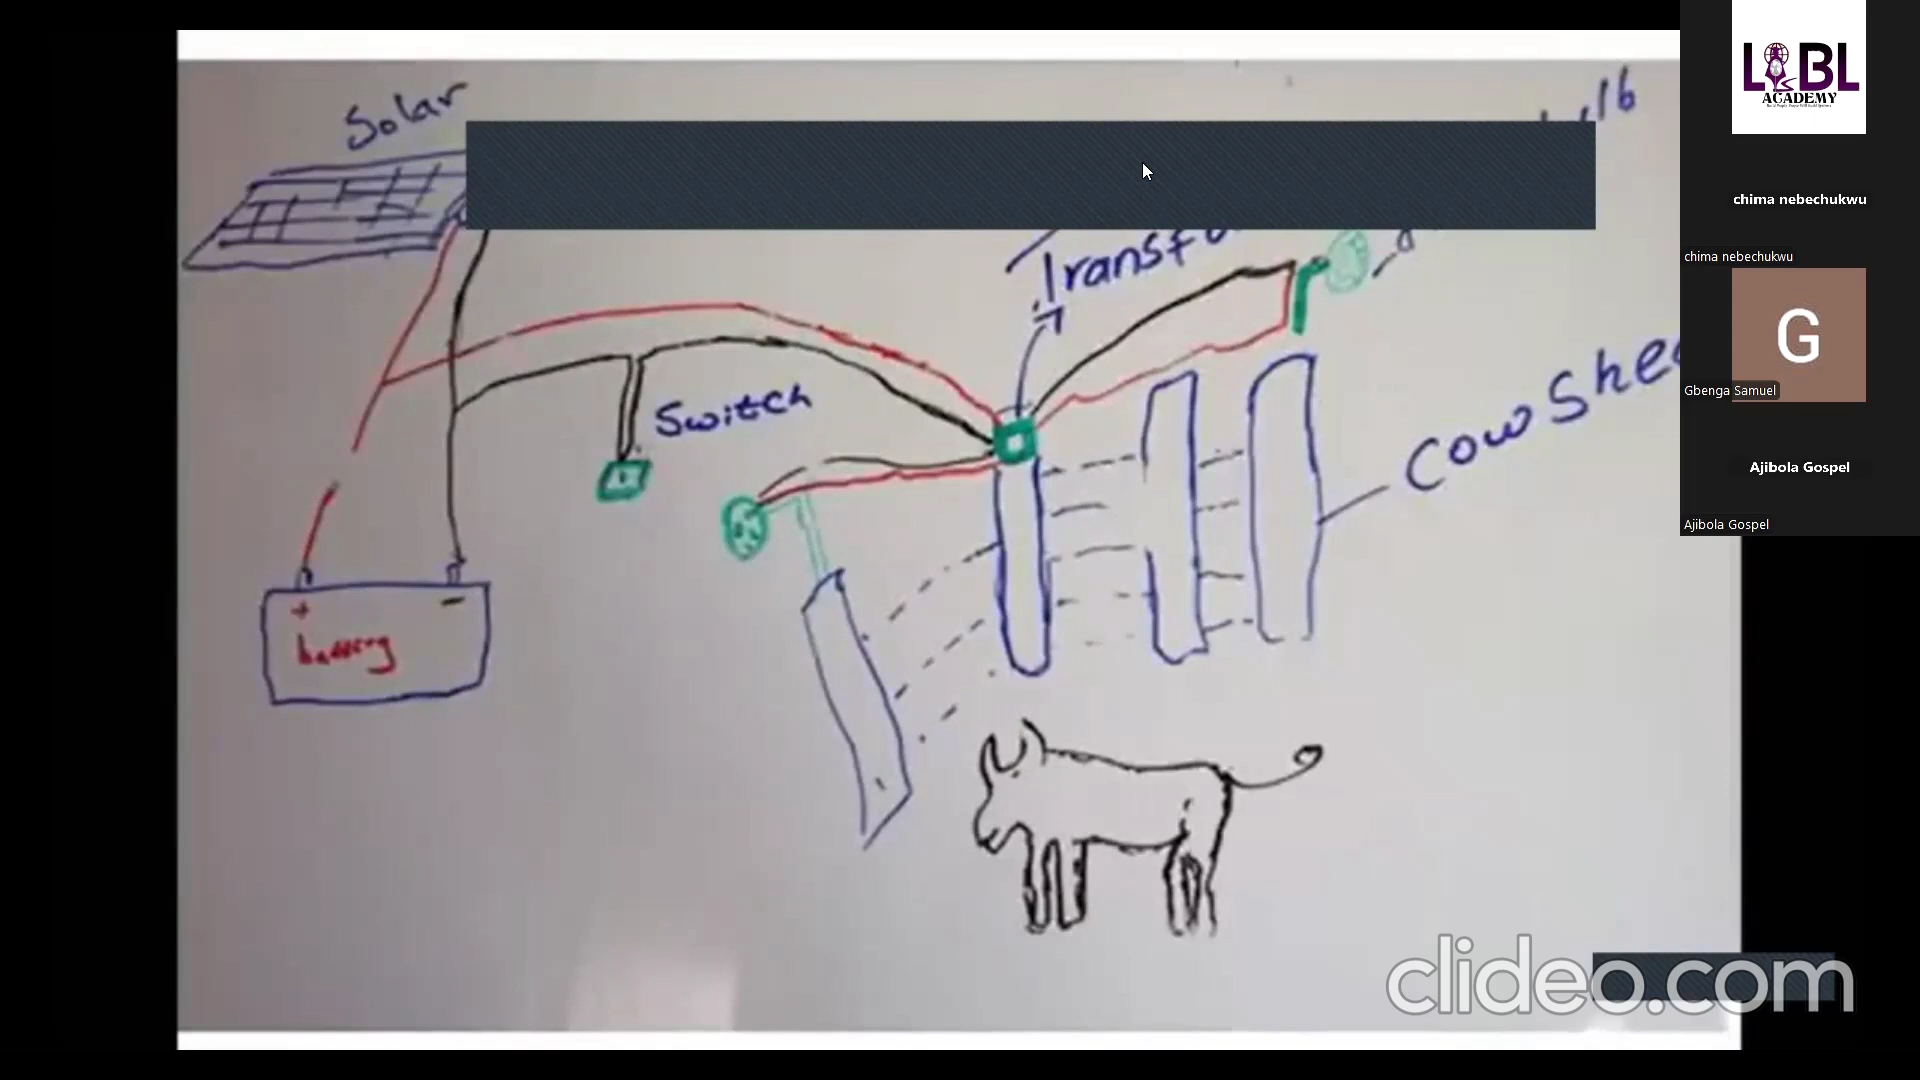 Solar
Transf
Switch
Cow Shed
+
-
battery
LIBL
ACADEMY
chima nebechukwu
chima nebechukwu
G
Gbenga Samuel
Ajibola Gospel
Ajibola Gospel
clideo.com